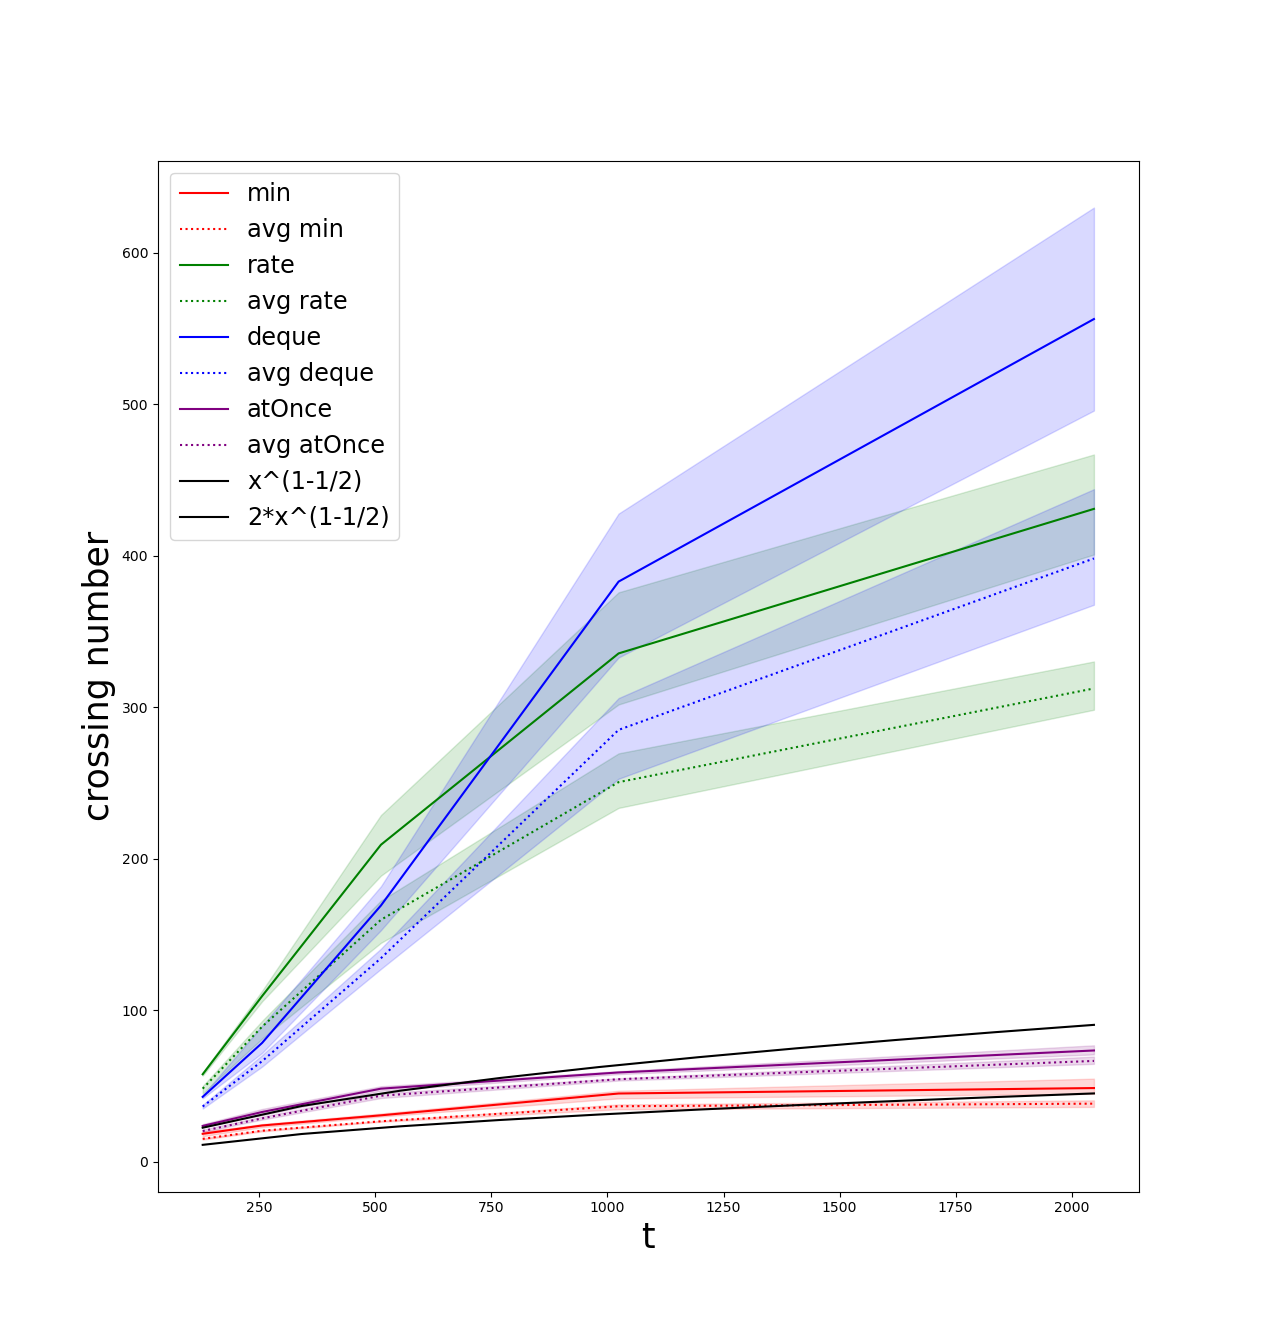 min
avg min
rate
avg rate
deque
avg deque
atOnce
avg atOnce
x^(1-1/2)
2*x^(1-1/2)
crossing number
600
500
400
300
200
100
0
250 500 750 1000 1250 1500 1750 2000
t